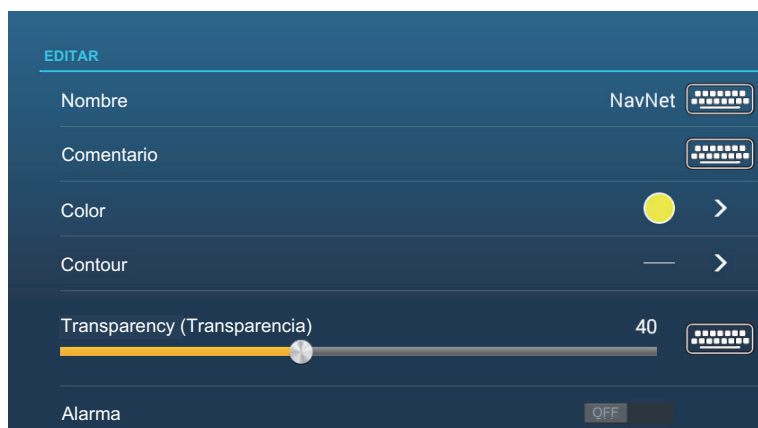 EDITAR
Nombre NavNet
Comentario
Color
Contour
Transparency (Transparencia) 40
Alarma OFF